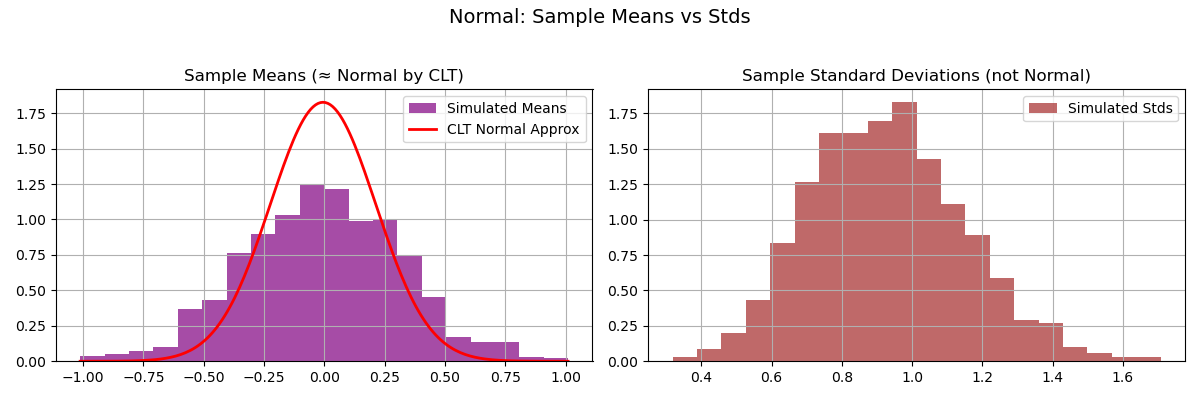 Normal: Sample Means vs Stds
Sample Means (≈ Normal by CLT)
Simulated Means
CLT Normal Approx
1.75
1.50
1.25
1.00
0.75
0.50
0.25
0.00
−1.00 −0.75 −0.50 −0.25 0.00 0.25 0.50 0.75 1.00
Sample Standard Deviations (not Normal)
Simulated Stds
1.75
1.50
1.25
1.00
0.75
0.50
0.25
0.00
0.4 0.6 0.8 1.0 1.2 1.4 1.6